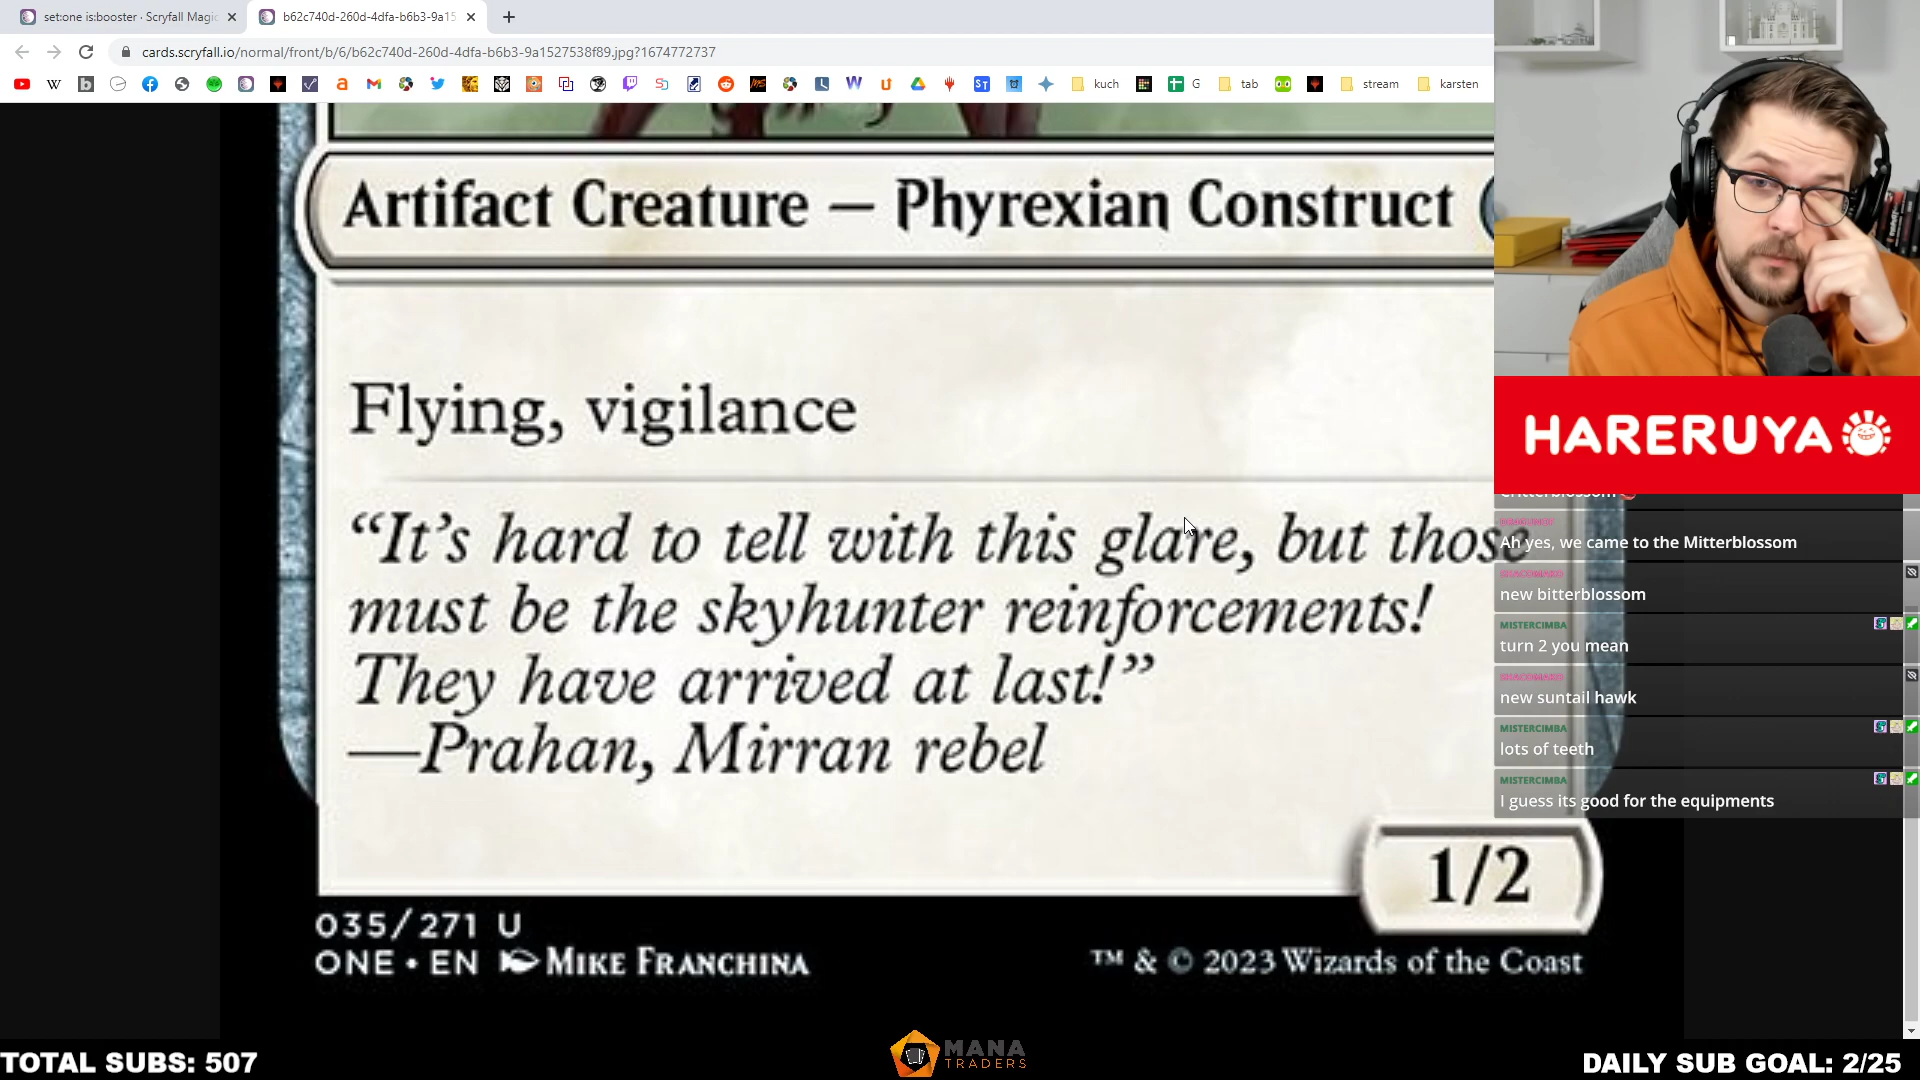 set:one is:booster · Scryfall Magic
b62c740d-260d-4dfa-b6b3-9a15
cards.scryfall.io/normal/front/b/6/b62c740d-260d-4dfa-b6b3-9a1527538f89.jpg?1674772737
kuch
G
tab
stream
karsten
Artifact Creature — Phyrexian Construct
Flying, vigilance
“It’s hard to tell with this glare, but those
must be the skyhunter reinforcements!
They have arrived at last!”
—Prahan, Mirran rebel
1/2
035/271 U
ONE • EN Mike Franchina
™ & © 2023 Wizards of the Coast
HARERUYA
Critterblossom
Ah yes, we came to the Mitterblossom
new bitterblossom
MISTERCIMBA
turn 2 you mean
new suntail hawk
MISTERCIMBA
lots of teeth
MISTERCIMBA
I guess its good for the equipments
TOTAL SUBS: 507
MANA
TRADERS
DAILY SUB GOAL: 2/25